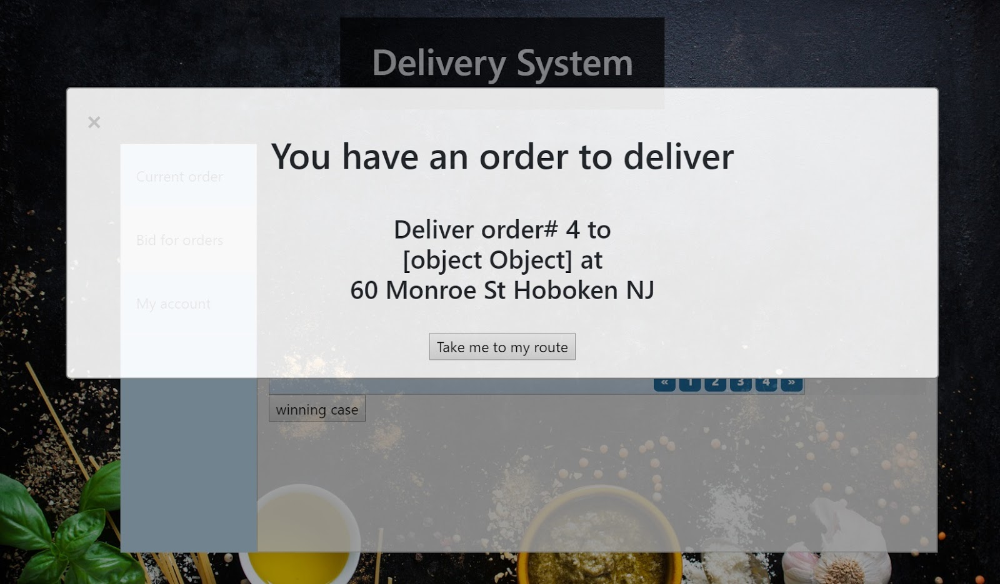 Delivery System
×
You have an order to deliver
Current order
Deliver order# 4 to
Bid for orders
[object Object] at
60 Monroe St Hoboken NJ
My account
Take me to my route
« 1 2 3 4 »
winning case